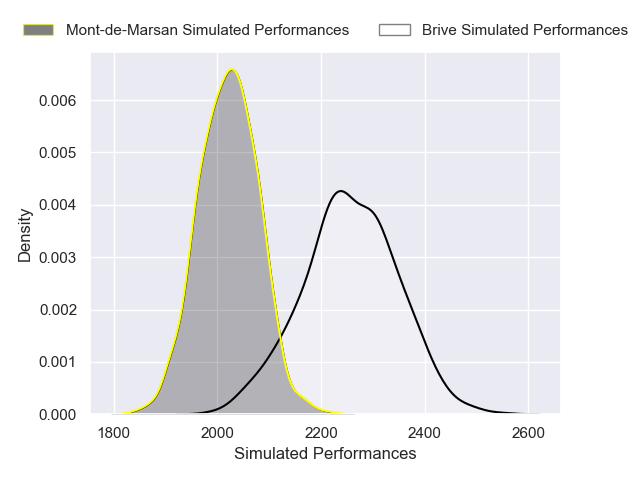 Mont-de-Marsan Simulated Performances Brive Simulated Performances
0.006
0.005
0.004
0.003
0.002
0.001
0.000
Density
1800 2000 2200 2400 2600
Simulated Performances